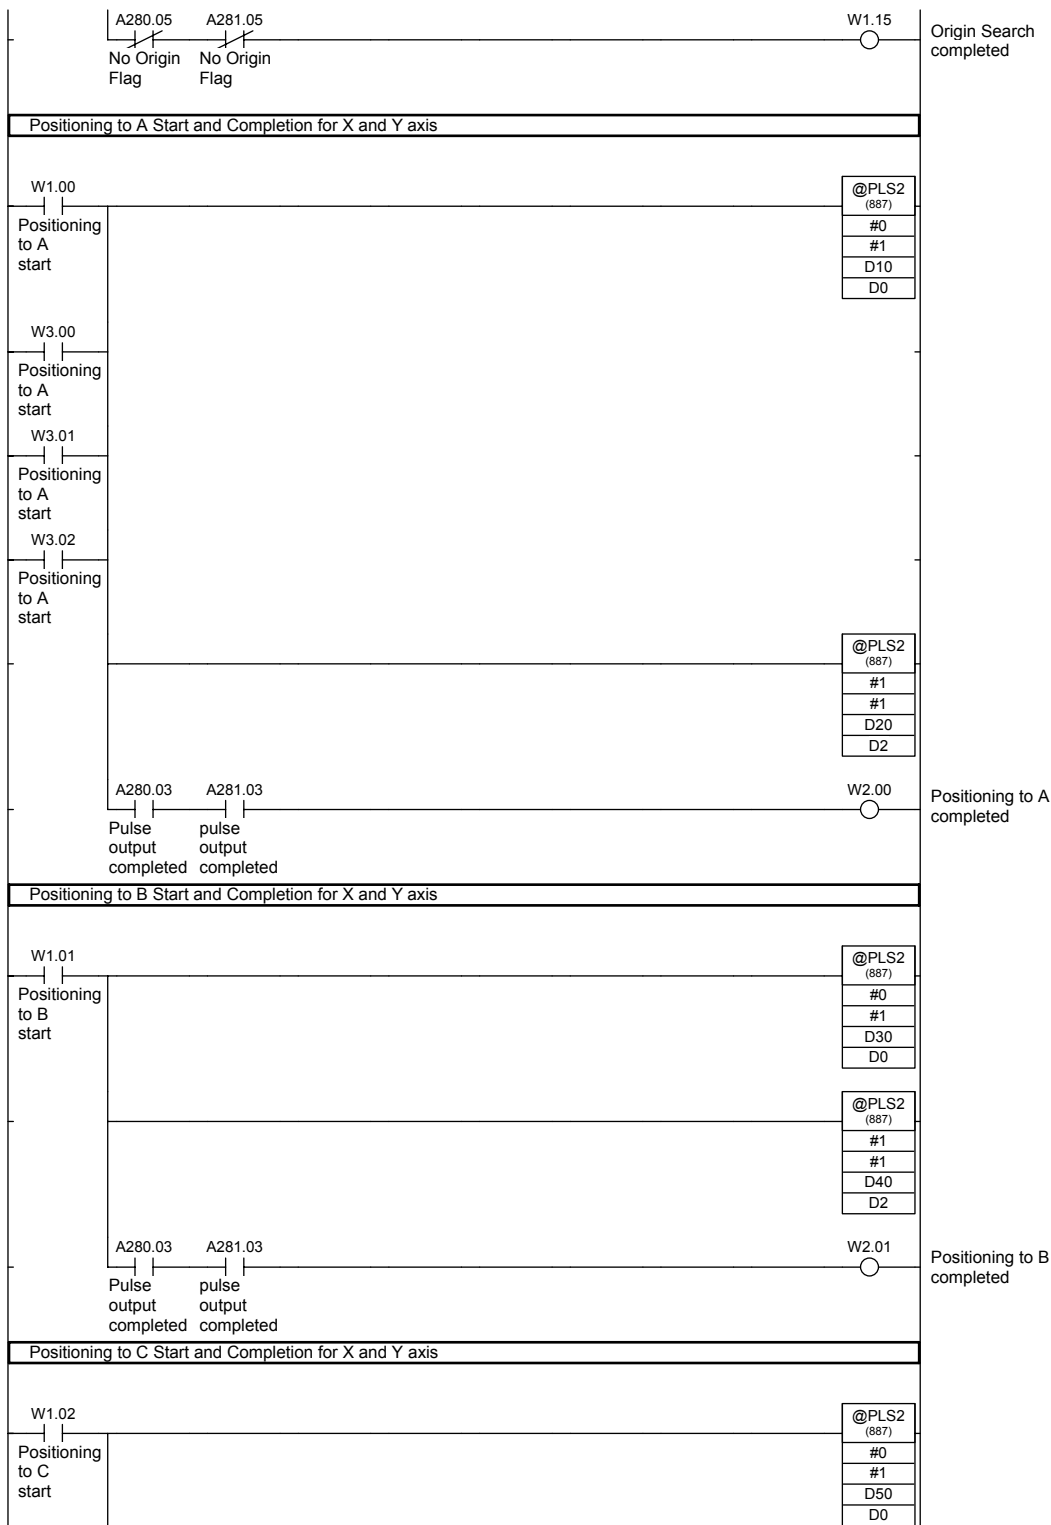 A280.05 A281.05 W1.15
No Origin Flag
No Origin Flag
Origin Search
completed
Positioning to A Start and Completion for X and Y axis
W1.00
Positioning
to A
start
@PLS2
(887)
#0
#1
D10
D0
W3.00
Positioning
to A
start
W3.01
Positioning
to A
start
W3.02
Positioning
to A
start
@PLS2
(887)
#1
#1
D20
D2
A280.03 A281.03 W2.00
Pulse pulse
output output
completed completed
Positioning to A
completed
Positioning to B Start and Completion for X and Y axis
W1.01
Positioning
to B
start
@PLS2
(887)
#0
#1
D30
D0
@PLS2
(887)
#1
#1
D40
D2
A280.03 A281.03 W2.01
Pulse pulse
output output
completed completed
Positioning to B
completed
Positioning to C Start and Completion for X and Y axis
W1.02
Positioning
to C
start
@PLS2
(887)
#0
#1
D50
D0